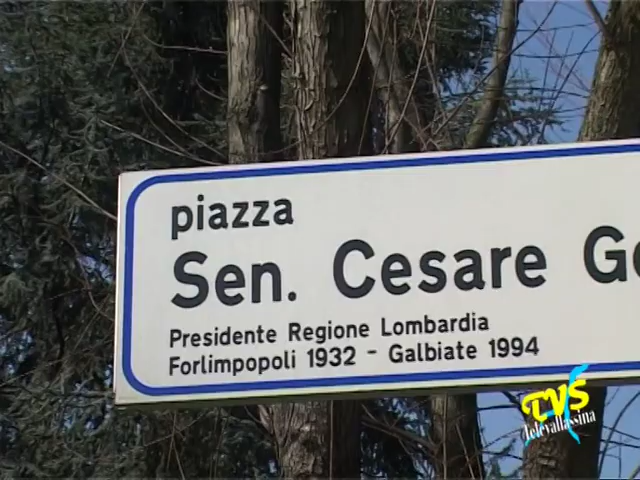 piazza
Sen. Cesare G
Presidente Regione Lombardia
Forlimpopoli 1932 - Galbiate 1994
TVS
Televallassina